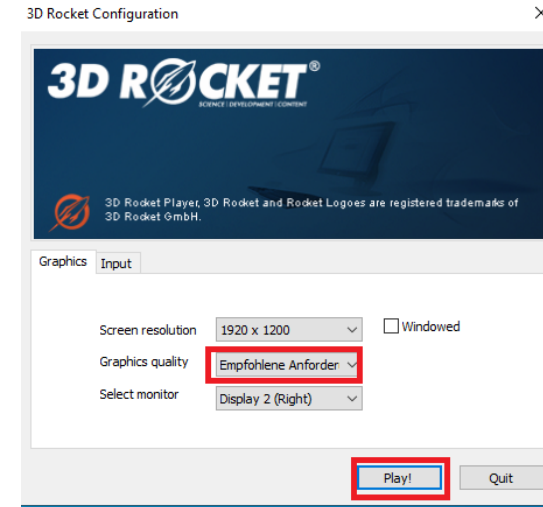 3D Rocket Configuration
3D ROCKET®
SCIENCE | DEVELOPMENT | CONTENT
3D Rocket Player, 3D Rocket and Rocket Logoes are registered trademarks of
3D Rocket GmbH.
Graphics Input
Screen resolution 1920 x 1200 Windowed
Graphics quality Empfohlene Anforder
Select monitor Display 2 (Right)
Play! Quit